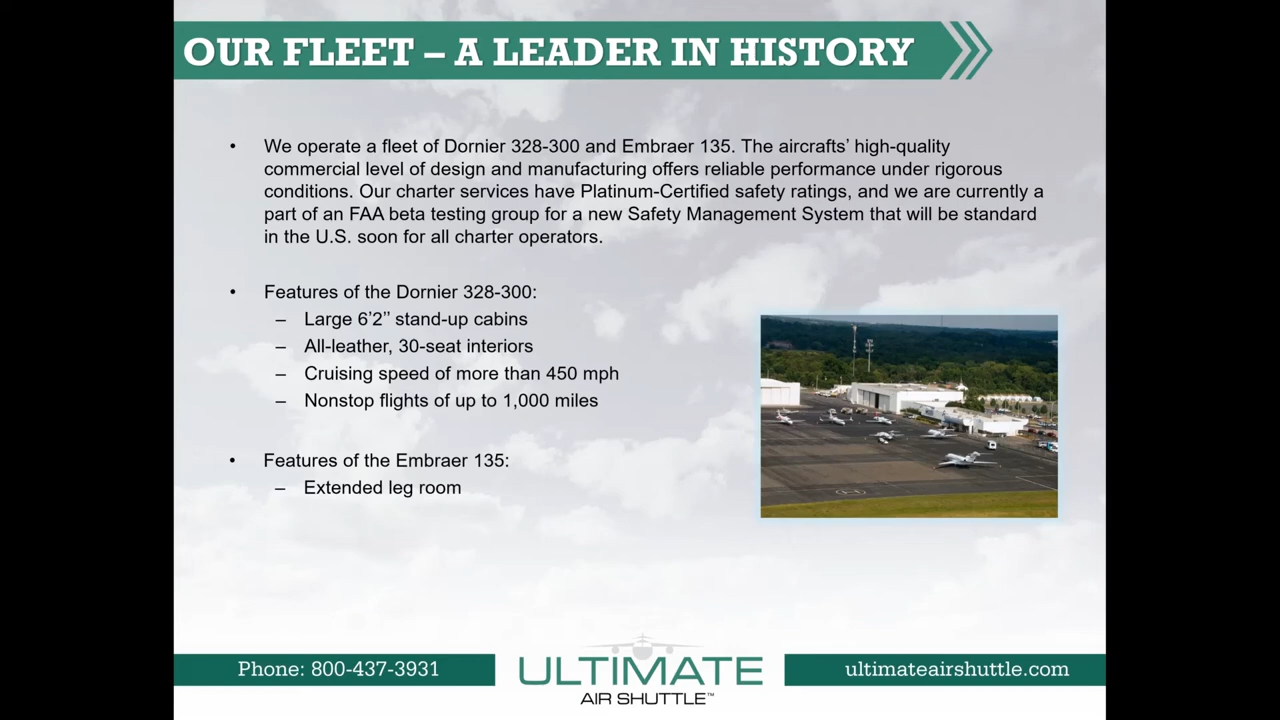 OUR FLEET – A LEADER IN HISTORY
• We operate a fleet of Dornier 328-300 and Embraer 135. The aircrafts’ high-quality
commercial level of design and manufacturing offers reliable performance under rigorous
conditions. Our charter services have Platinum-Certified safety ratings, and we are currently a
part of an FAA beta testing group for a new Safety Management System that will be standard
in the U.S. soon for all charter operators.
• Features of the Dornier 328-300:
– Large 6’2’’ stand-up cabins
– All-leather, 30-seat interiors
– Cruising speed of more than 450 mph
– Nonstop flights of up to 1,000 miles
• Features of the Embraer 135:
– Extended leg room
Phone: 800-437-3931
ULTIMATE
AIR SHUTTLE™
ultimateairshuttle.com